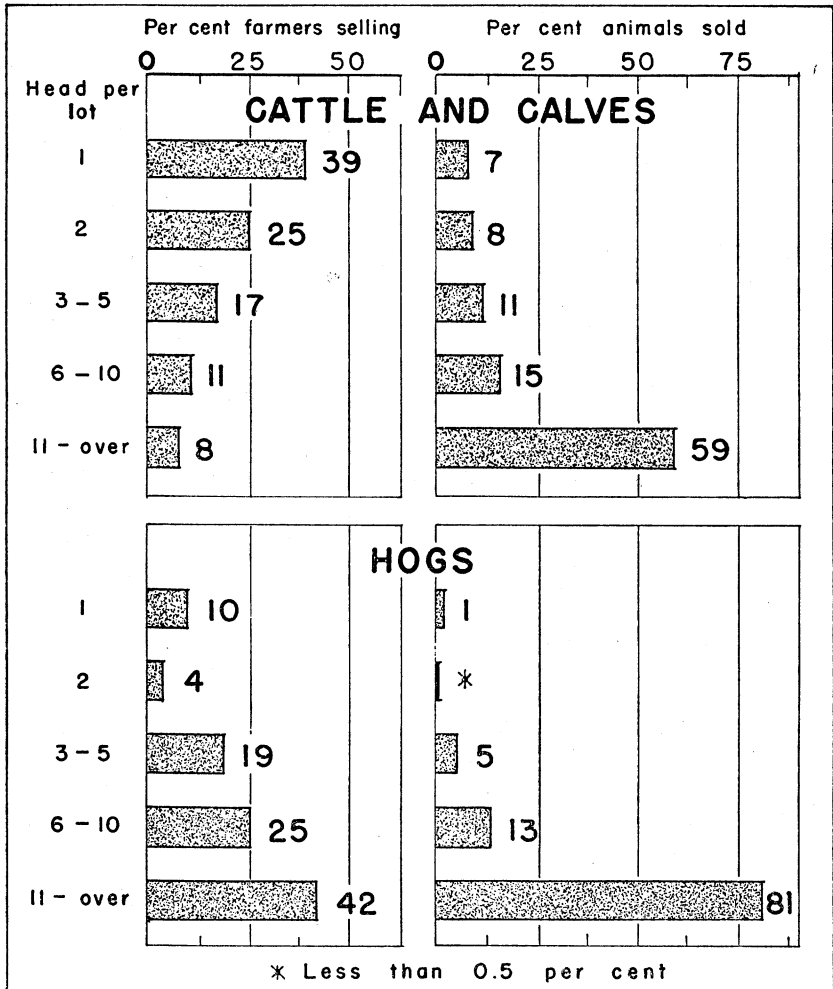 Per cent farmers selling Per cent animals sold
0 25 50 0 25 50 75
Head per
lot
CATTLE AND CALVES
1 39 7
2 25 8
3 - 5 17 11
6 - 10 11 15
11 - over 8 59
HOGS
1 10 1
2 4 *
3 - 5 19 5
6 - 10 25 13
11 - over 42 81
* Less than 0.5 per cent